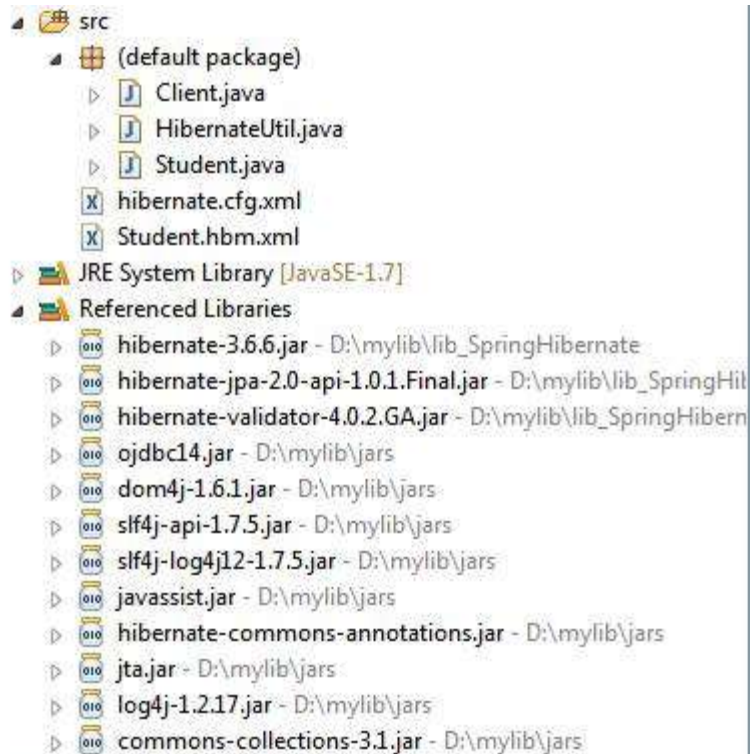 src
(default package)
Client.java
HibernateUtil.java
Student.java
hibernate.cfg.xml
Student.hbm.xml
JRE System Library [JavaSE-1.7]
Referenced Libraries
hibernate-3.6.6.jar - D:\mylib\lib_SpringHibernate
hibernate-jpa-2.0-api-1.0.1.Final.jar - D:\mylib\lib_SpringHib
hibernate-validator-4.0.2.GA.jar - D:\mylib\lib_SpringHibern
ojdbc14.jar - D:\mylib\jars
dom4j-1.6.1.jar - D:\mylib\jars
slf4j-api-1.7.5.jar - D:\mylib\jars
slf4j-log4j12-1.7.5.jar - D:\mylib\jars
javassist.jar - D:\mylib\jars
hibernate-commons-annotations.jar - D:\mylib\jars
jta.jar - D:\mylib\jars
log4j-1.2.17.jar - D:\mylib\jars
commons-collections-3.1.jar - D:\mylib\jars